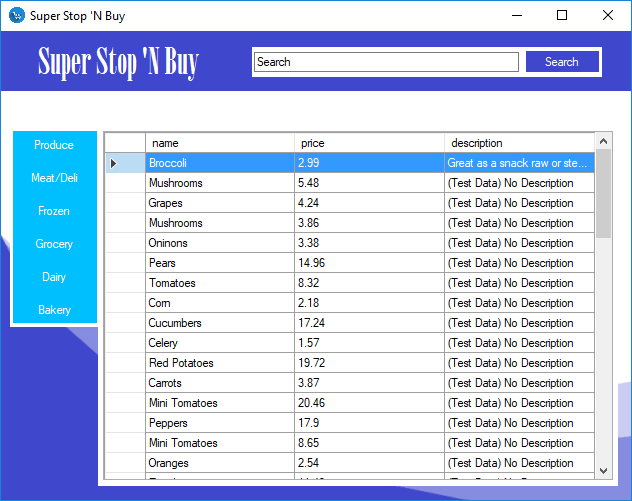 Super Stop 'N Buy
Super Stop 'N Buy
Search Search
Produce
Meat/Deli
Frozen
Grocery
Dairy
Bakery
name price description
Broccoli 2.99 Great as a snack raw or ste...
Mushrooms 5.48 (Test Data) No Description
Grapes 4.24 (Test Data) No Description
Mushrooms 3.86 (Test Data) No Description
Oninons 3.38 (Test Data) No Description
Pears 14.96 (Test Data) No Description
Tomatoes 8.32 (Test Data) No Description
Corn 2.18 (Test Data) No Description
Cucumbers 17.24 (Test Data) No Description
Celery 1.57 (Test Data) No Description
Red Potatoes 19.72 (Test Data) No Description
Carrots 3.87 (Test Data) No Description
Mini Tomatoes 20.46 (Test Data) No Description
Peppers 17.9 (Test Data) No Description
Mini Tomatoes 8.65 (Test Data) No Description
Oranges 2.54 (Test Data) No Description